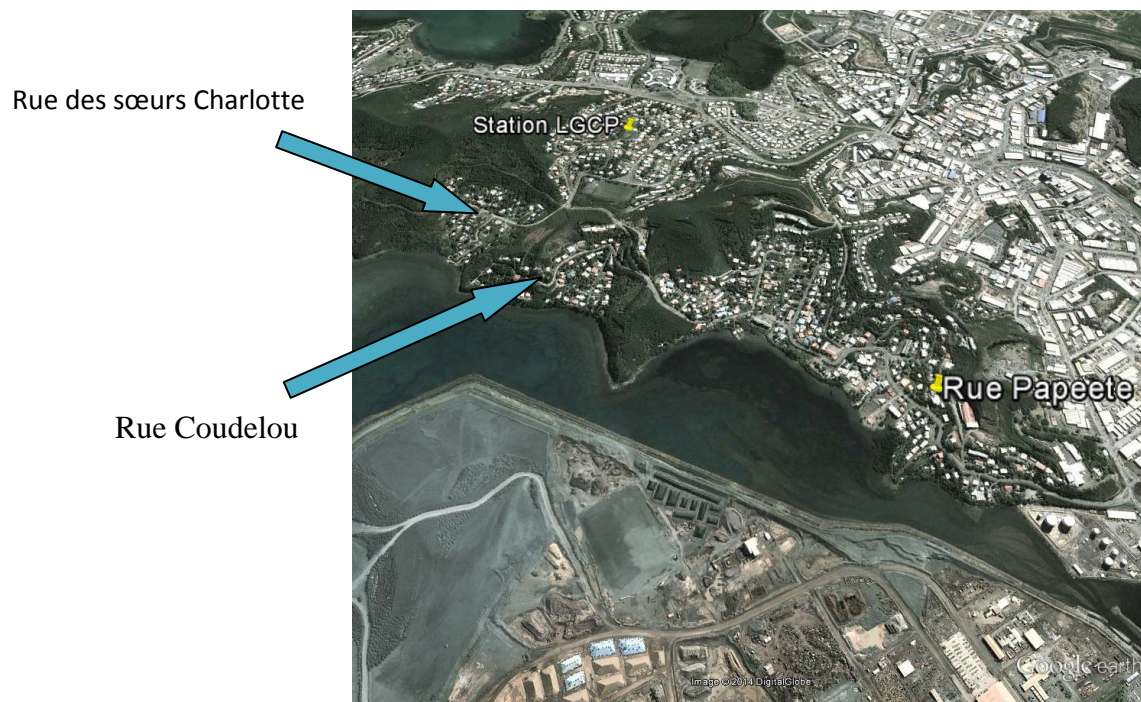 Rue des sœurs Charlotte
Station LGCP
Rue Papeete
Rue Coudelou
Google earth
Image © 2014 DigitalGlobe